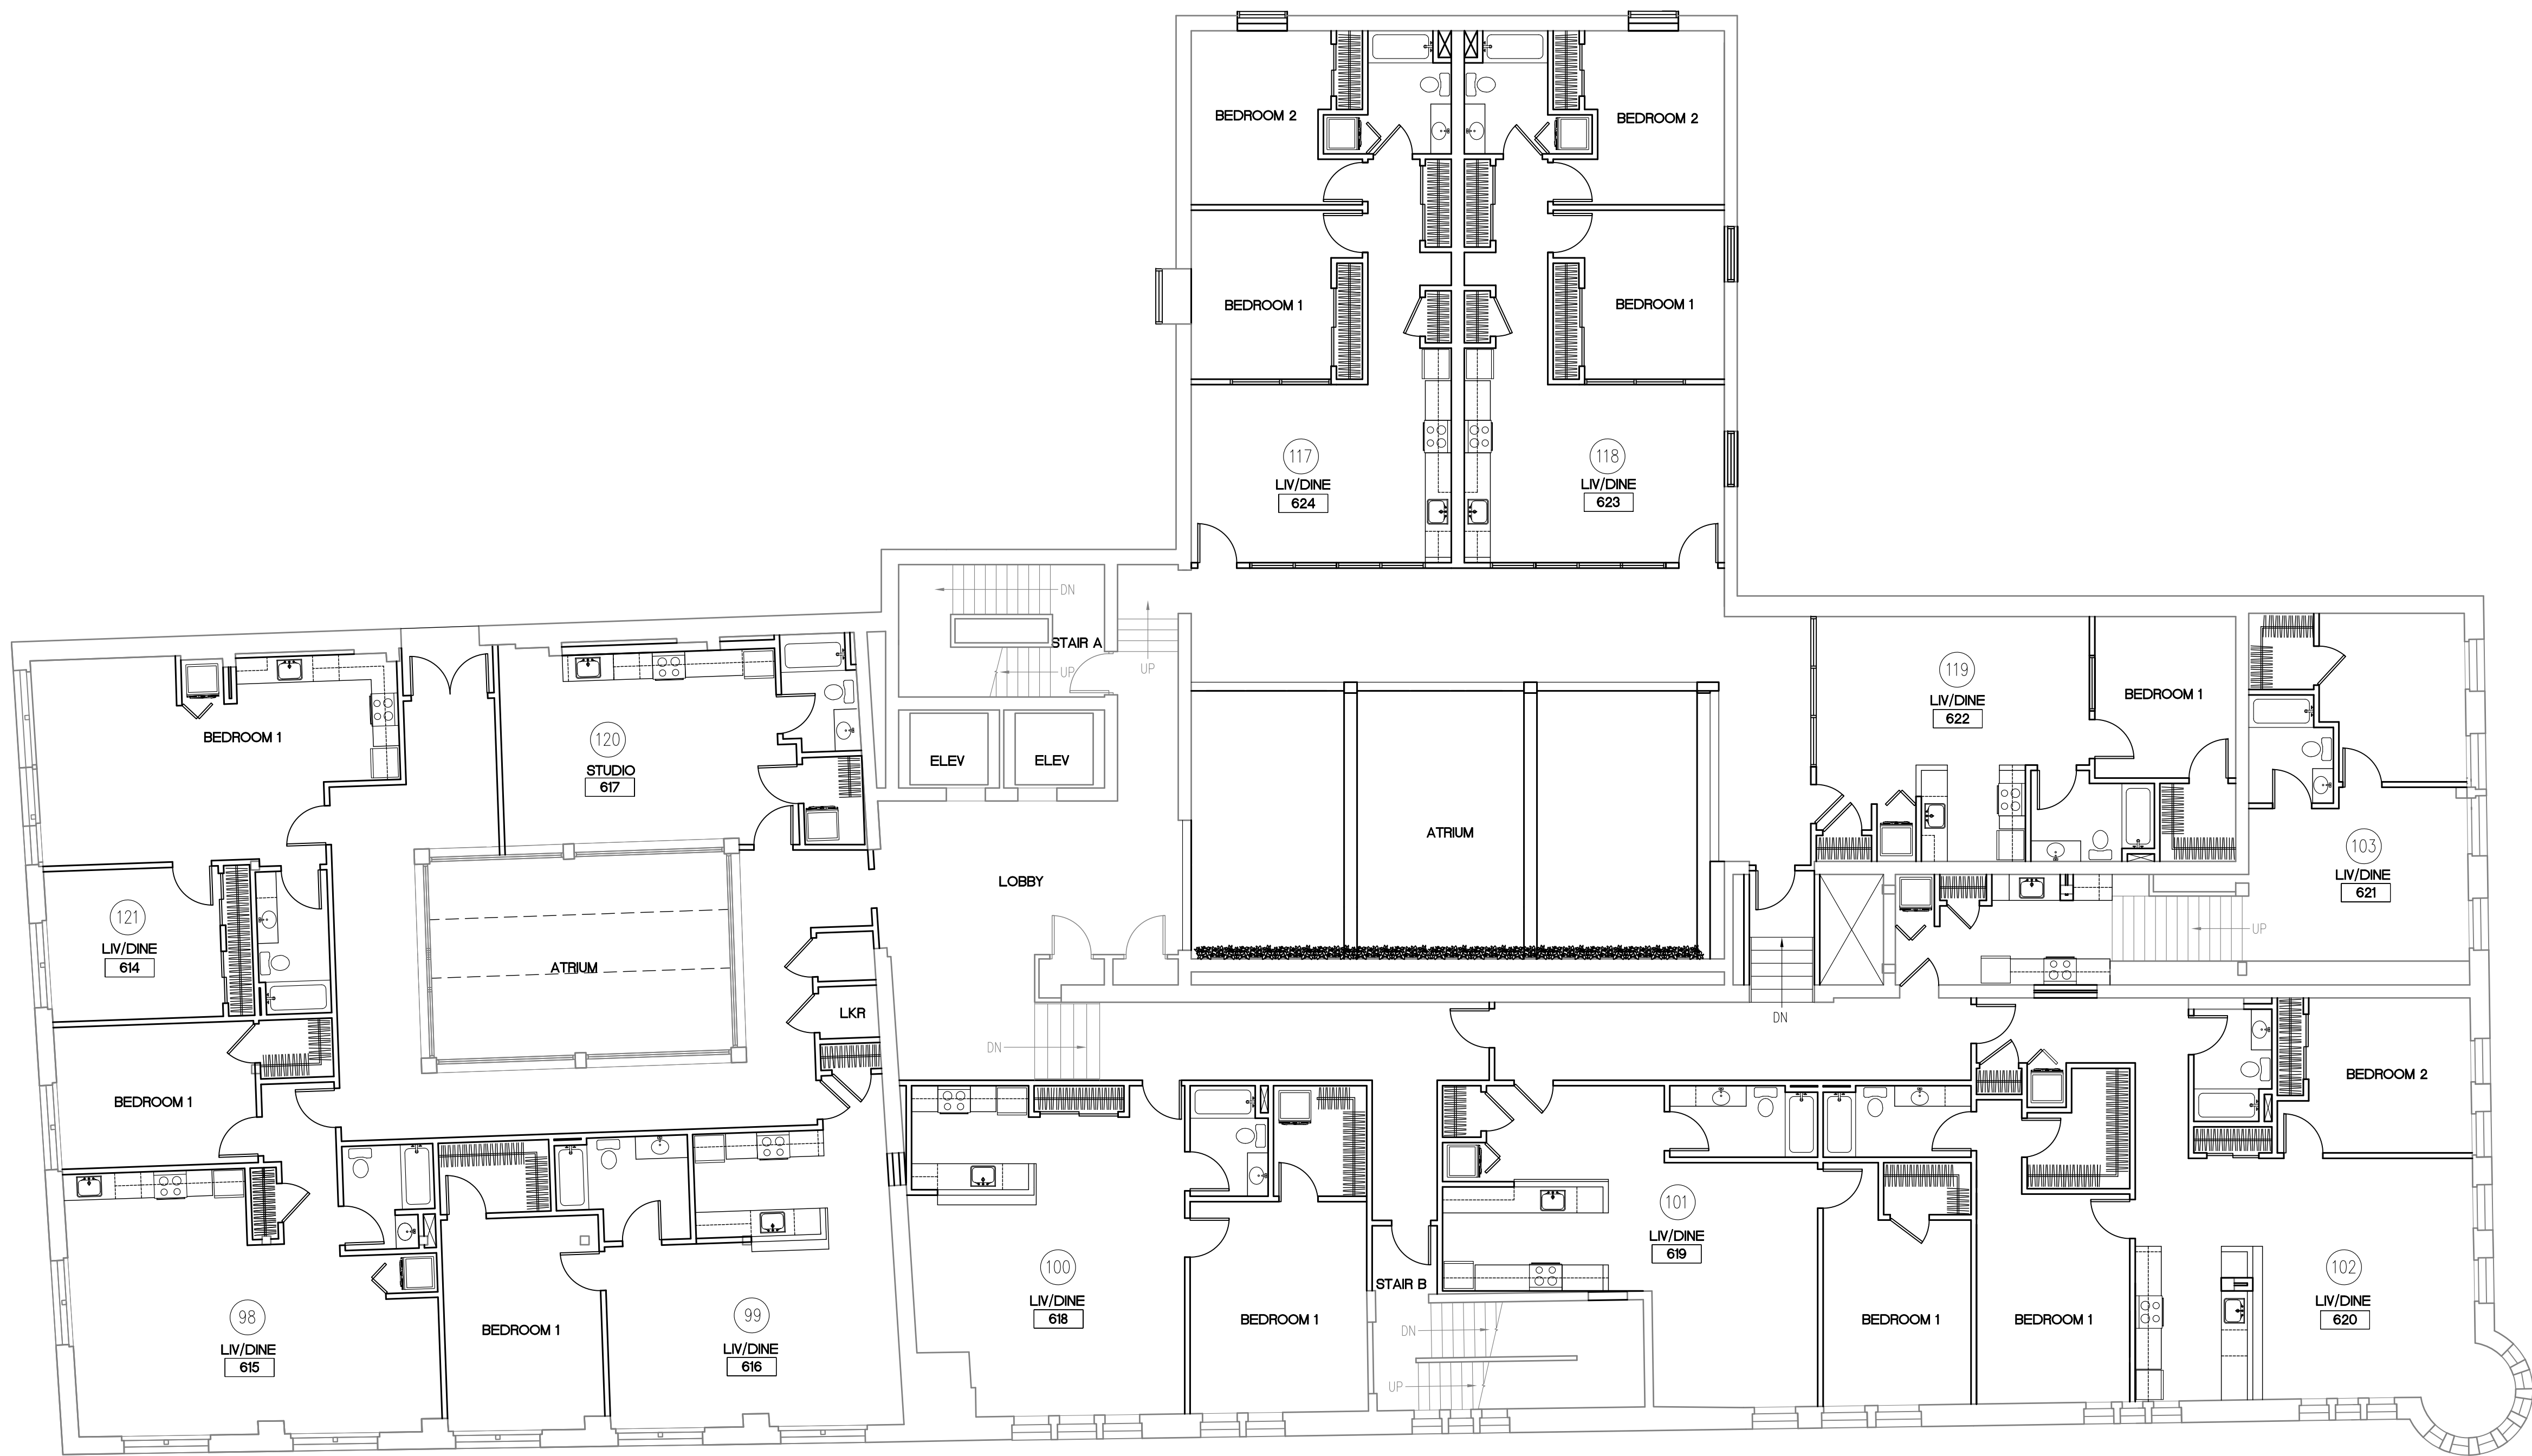 BEDROOM 2
BEDROOM 2
BEDROOM 1
BEDROOM 1
117
LIV/DINE
624
118
LIV/DINE
623
DN
STAIR A
UP
UP
ELEV
ELEV
BEDROOM 1
120
STUDIO
617
119
LIV/DINE
622
BEDROOM 1
ATRIUM
103
LIV/DINE
621
UP
LOBBY
121
LIV/DINE
614
ATRIUM
LKR
DN
DN
BEDROOM 1
BEDROOM 2
98
LIV/DINE
615
BEDROOM 1
99
LIV/DINE
616
100
LIV/DINE
618
BEDROOM 1
STAIR B
DN
UP
101
LIV/DINE
619
BEDROOM 1
BEDROOM 1
102
LIV/DINE
620